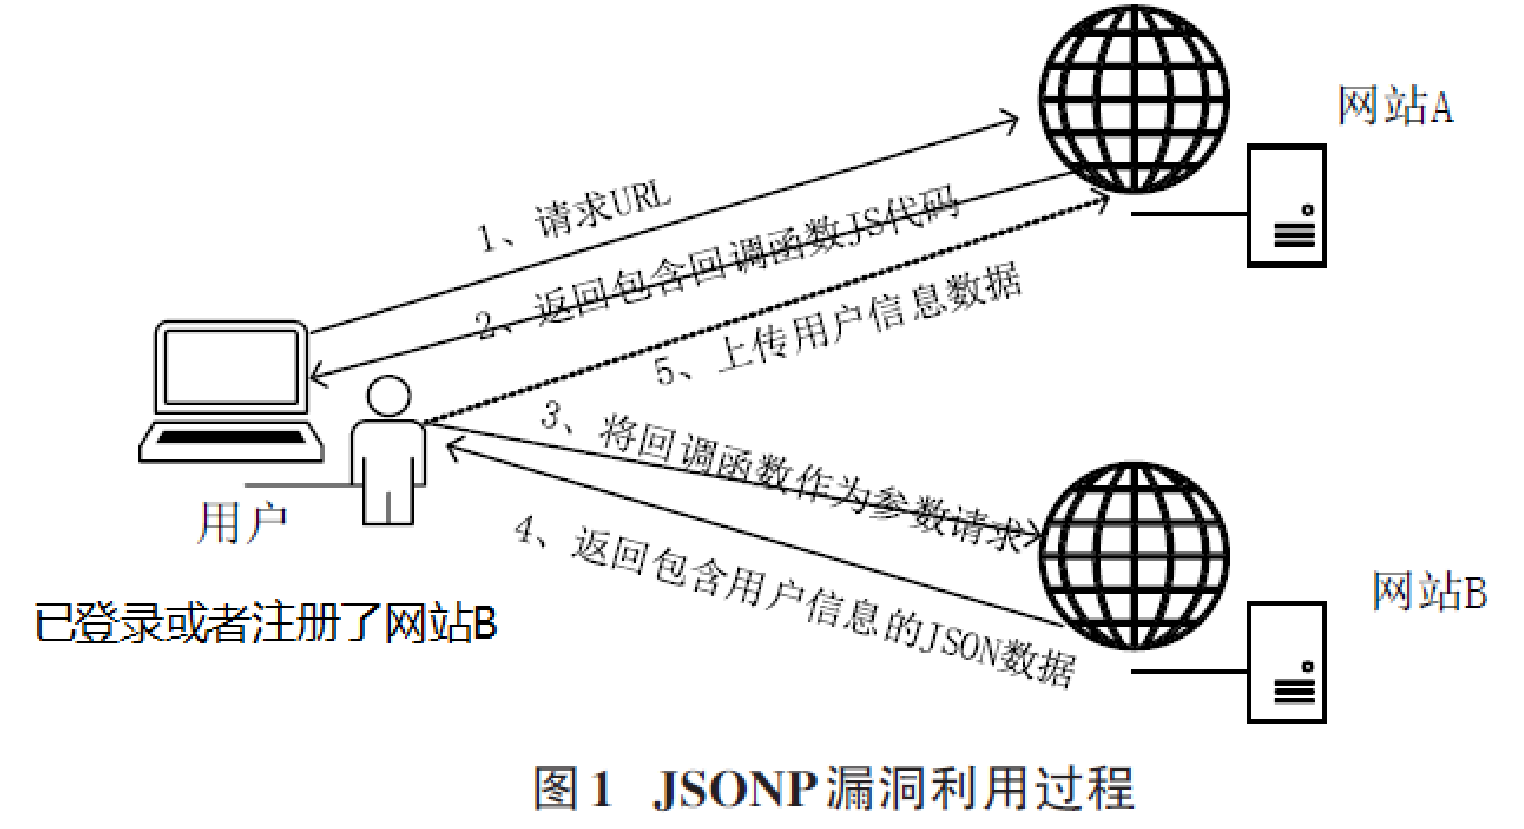 网站A
1、请求URL
2、返回包含回调函数JS代码
5、上传用户信息数据
3、将回调函数作为参数请求
用户
4、返回包含用户信息的JSON数据
网站B
已登录或者注册了网站B
图1 JSONP漏洞利用过程